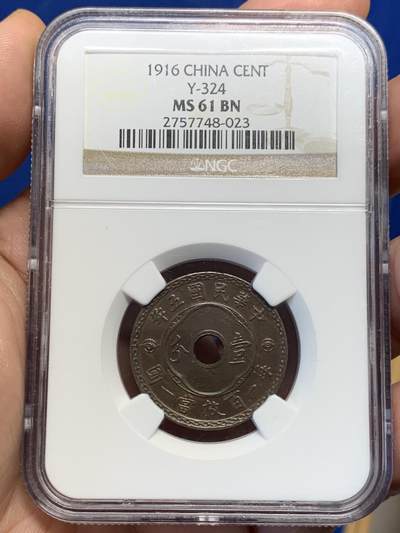 1916 CHINA CENT
Y-324
MS 61 BN
2757748-023
NGC
中華民國五年
壹分
每一百枚當一圓